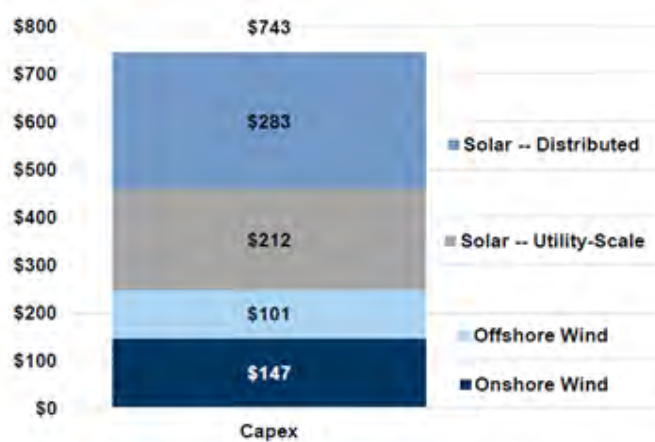 $800
$743
$700
$600
$283
Solar -- Distributed
$500
$400
$212
Solar -- Utility-Scale
$300
$200
$101
Offshore Wind
$100
$147
Onshore Wind
$0
Capex